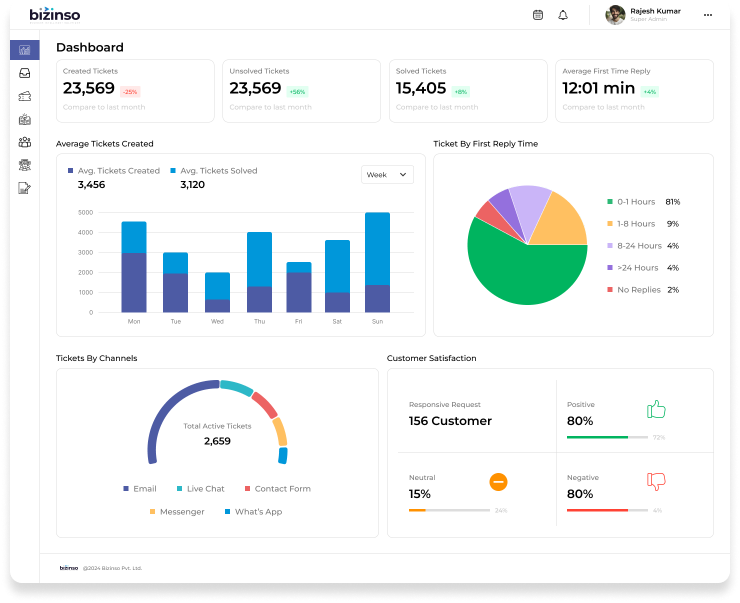 bizinso
Rajesh Kumar
Super Admin
Dashboard
Created Tickets
23,569 -25%
Compare to last month
Unsolved Tickets
23,569 +56%
Compare to last month
Solved Tickets
15,405 +8%
Compare to last month
Average First Time Reply
12:01 min +4%
Compare to last month
Average Tickets Created
Avg. Tickets Created
3,456
Avg. Tickets Solved
3,120
Week
5000
4000
3000
2000
1000
0
Mon Tue Wed Thu Fri Sat Sun
Ticket By First Reply Time
0-1 Hours 81%
1-8 Hours 9%
8-24 Hours 4%
>24 Hours 4%
No Replies 2%
Tickets By Channels
Total Active Tickets
2,659
Email Live Chat Contact Form
Messenger What's App
Customer Satisfaction
Responsive Request
156 Customer
Positive
80%
72%
Neutral
15%
24%
Negative
80%
4%
bizinso @2024 Bizinso Pvt. Ltd.